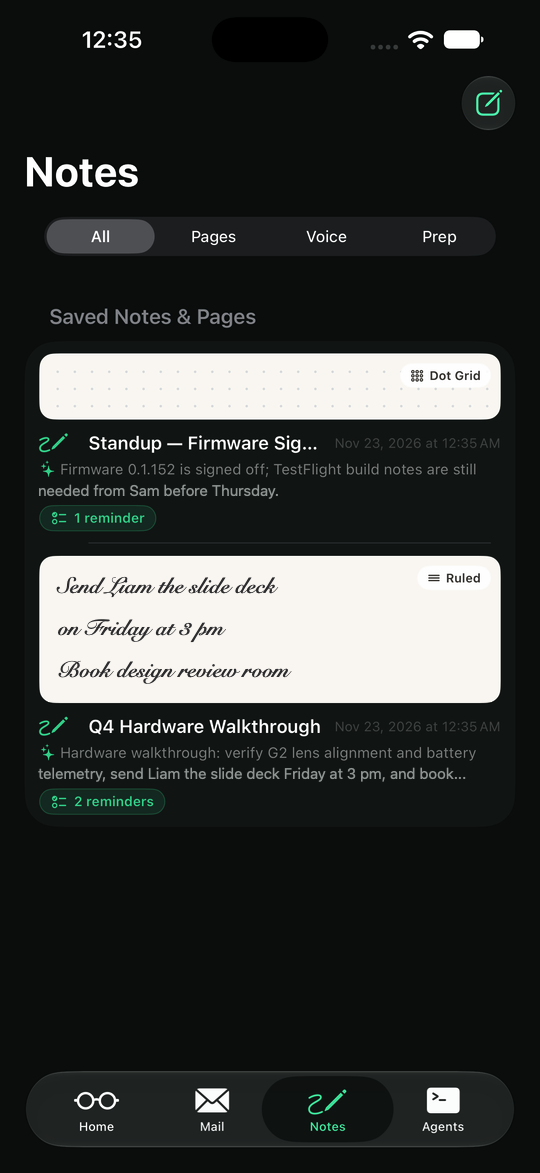 12:35
Notes
All Pages Voice Prep
Saved Notes & Pages
Dot Grid
Standup — Firmware Sig... Nov 23, 2026 at 12:35 AM
Firmware 0.1.152 is signed off; TestFlight build notes are still
needed from Sam before Thursday.
1 reminder
Ruled
Send Liam the slide deck
on Friday at 3 pm
Book design review room
Q4 Hardware Walkthrough Nov 23, 2026 at 12:35 AM
Hardware walkthrough: verify G2 lens alignment and battery
telemetry, send Liam the slide deck Friday at 3 pm, and book...
2 reminders
Home Mail Notes Agents